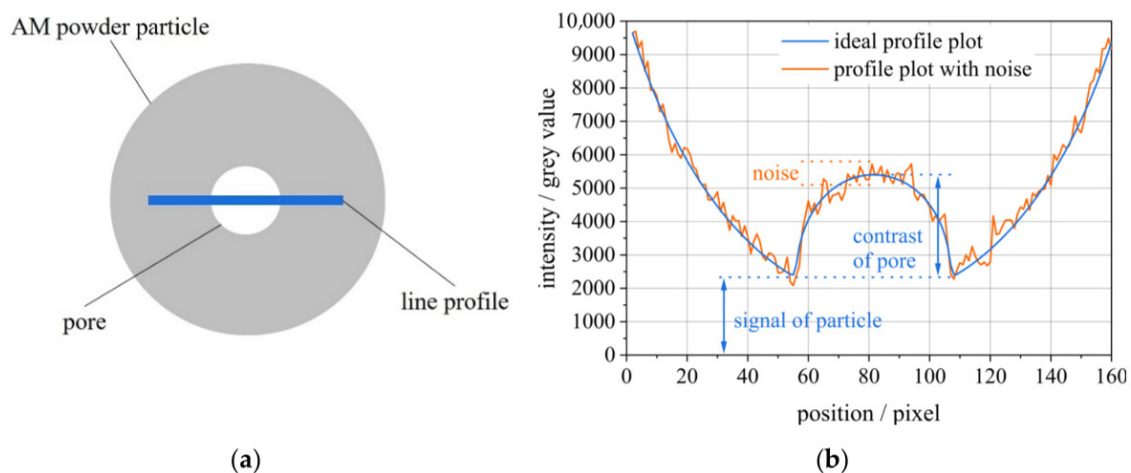 AM powder particle
pore
line profile
(a)
10,000
9000
8000
7000
6000
5000
4000
3000
2000
1000
0
intensity / grey value
ideal profile plot
profile plot with noise
noise
contrast
of pore
signal of particle
0 20 40 60 80 100 120 140 160
position / pixel
(b)